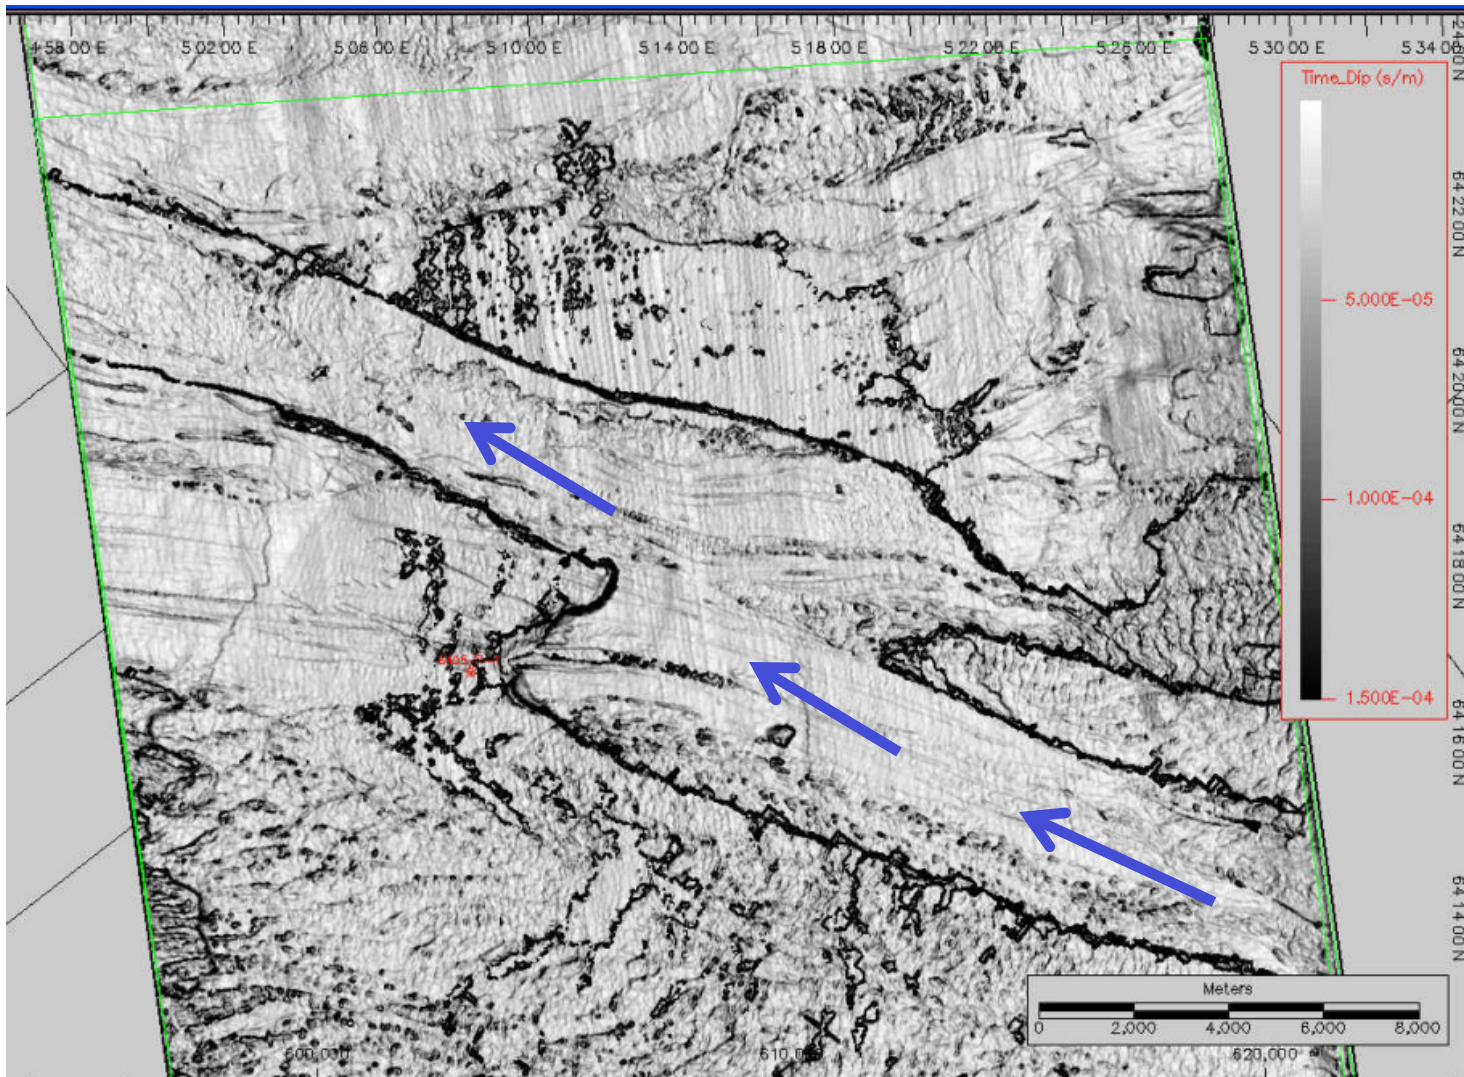 4 58 00 E 5 02 00 E 5 06 00 E 5 10 00 E 5 14 00 E 5 18 00 E 5 22 00 E 5 26 00 E 5 30 00 E 5 34 00
Time_Dip (s/m)
5.000E-05
1.000E-04
1.500E-04
64 22 00 N
64 20 00 N
64 18 00 N
64 16 00 N
64 14 00 N
Meters
0 2,000 4,000 6,000 8,000
600,000 620,000